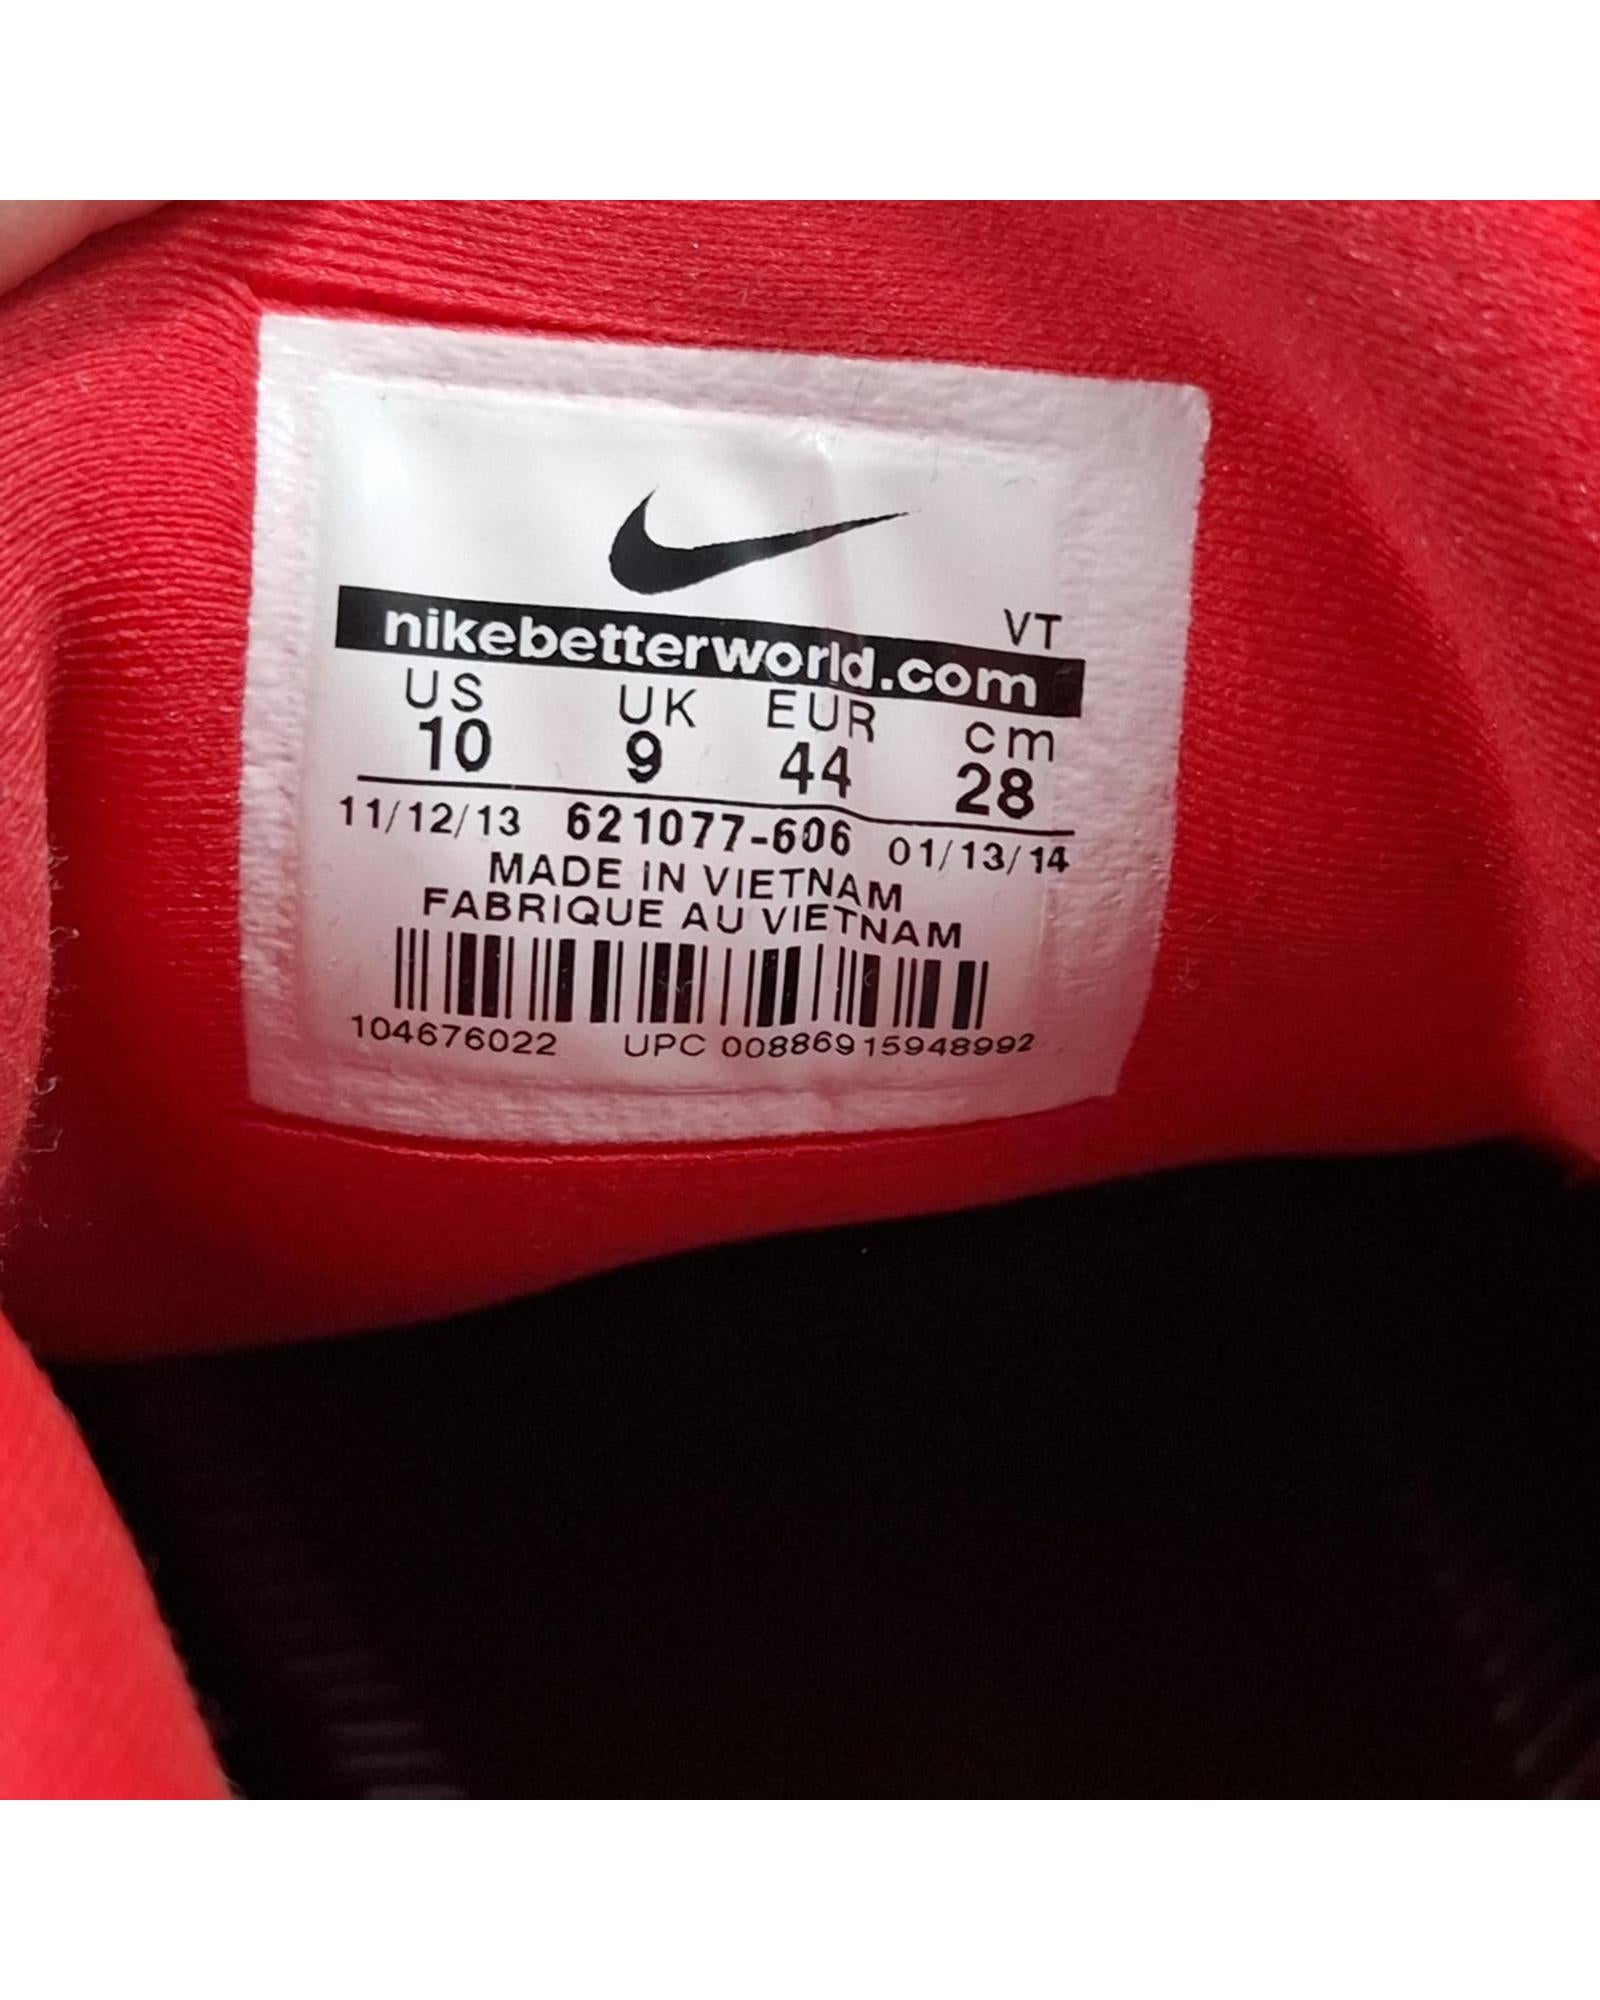 VT
nikebetterworld.com
US UK EUR cm
10 9 44 28
11/12/13 621077-606 01/13/14
MADE IN VIETNAM
FABRIQUE AU VIETNAM
104676022 UPC 00886915948992